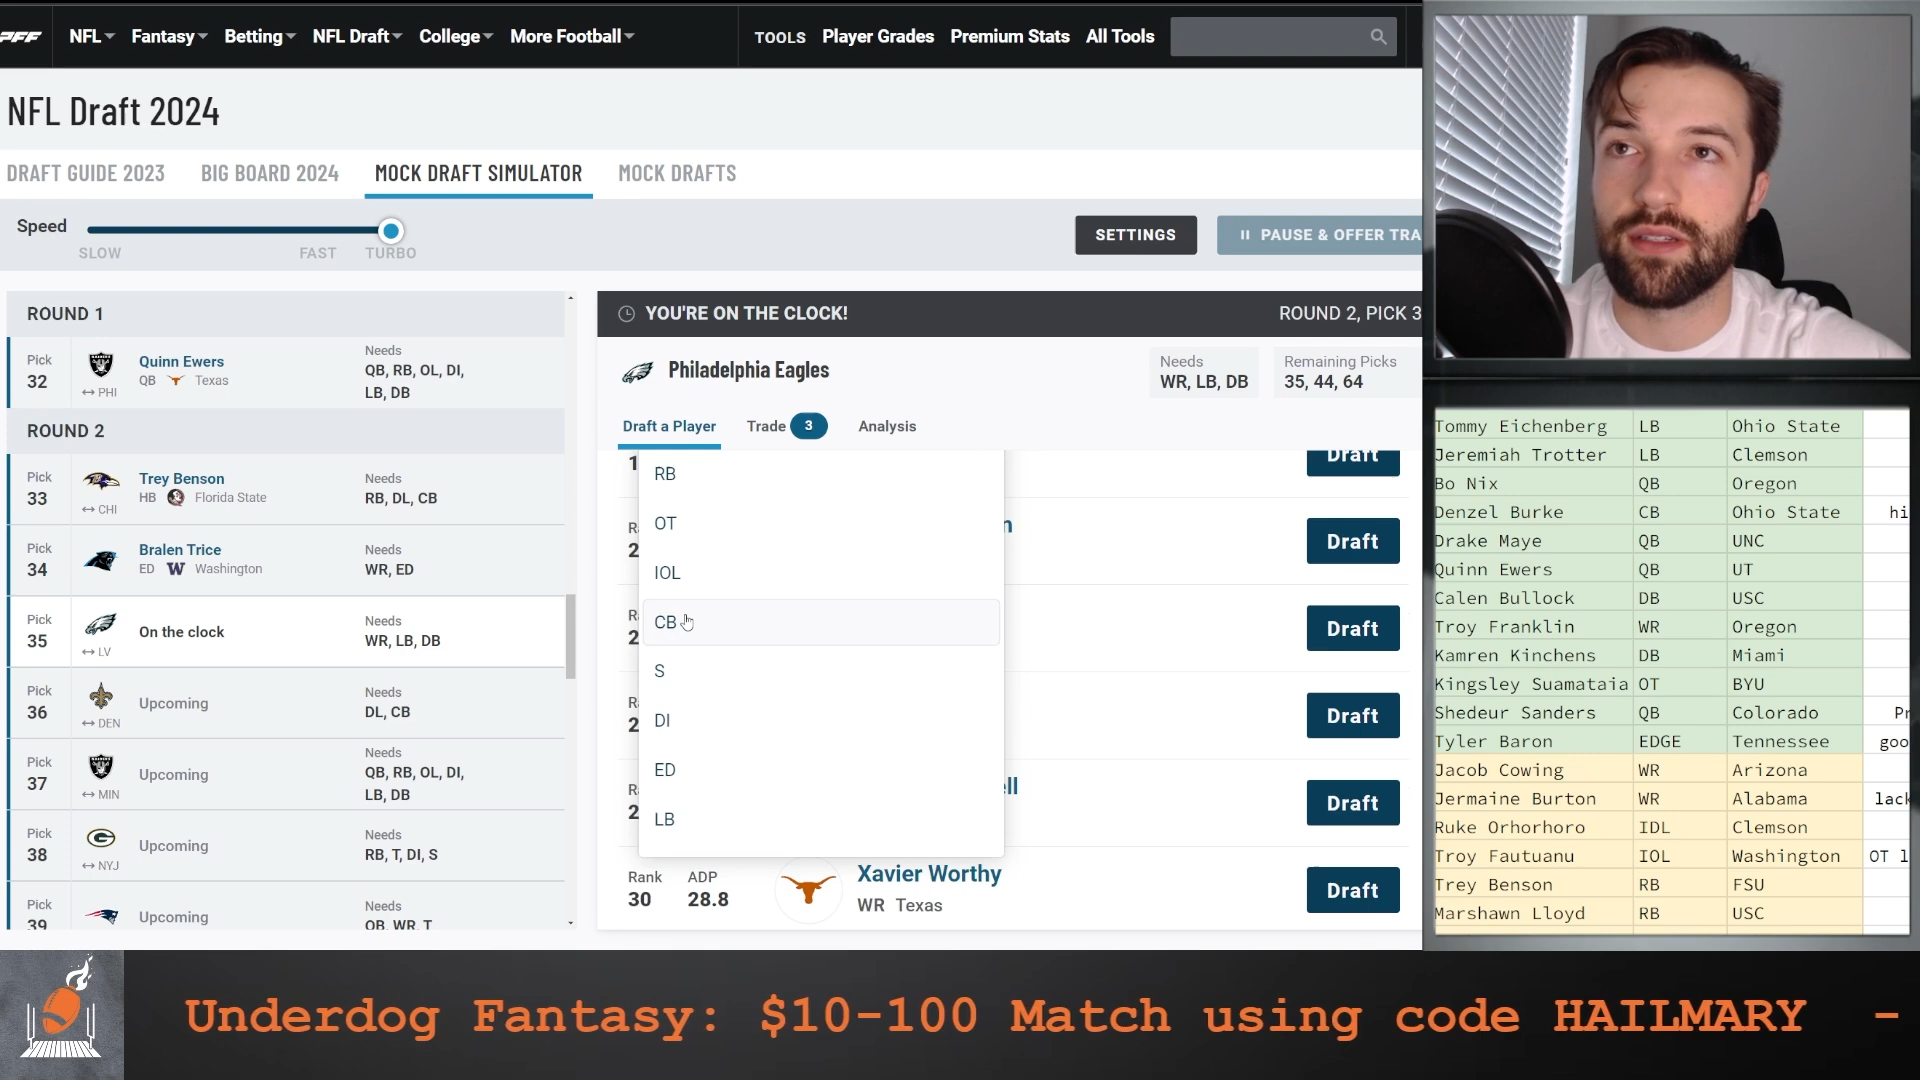 PFF NFL Fantasy Betting NFL Draft College More Football TOOLS Player Grades Premium Stats All Tools
NFL Draft 2024
DRAFT GUIDE 2023 BIG BOARD 2024 MOCK DRAFT SIMULATOR MOCK DRAFTS
Speed
SLOW FAST TURBO
SETTINGS
PAUSE & OFFER TRA
ROUND 1
Pick 32
PHI
Quinn Ewers
QB Texas
Needs
QB, RB, OL, DI,
LB, DB
ROUND 2
Pick 33
CHI
Trey Benson
HB Florida State
Needs
RB, DL, CB
Pick 34
Bralen Trice
ED W Washington
Needs
WR, ED
Pick 35
LV
On the clock
Needs
WR, LB, DB
Pick 36
DEN
Upcoming
Needs
DL, CB
Pick 37
MIN
Upcoming
Needs
QB, RB, OL, DI,
LB, DB
Pick 38
NYJ
Upcoming
Needs
RB, T, DI, S
Pick 39
Upcoming
Needs
QB, WR, T
YOU'RE ON THE CLOCK! ROUND 2, PICK 3
Philadelphia Eagles
Needs
WR, LB, DB
Remaining Picks
35, 44, 64
Draft a Player Trade 3 Analysis
RB
OT
IOL
CB
S
DI
ED
LB
Draft
Draft
Draft
Draft
Draft
Rank 30
ADP 28.8
Xavier Worthy
WR Texas
Draft
Tommy Eichenberg LB Ohio State
Jeremiah Trotter LB Clemson
Bo Nix QB Oregon
Denzel Burke CB Ohio State hi
Drake Maye QB UNC
Quinn Ewers QB UT
Calen Bullock DB USC
Troy Franklin WR Oregon
Kamren Kinchens DB Miami
Kingsley Suamataia OT BYU
Shedeur Sanders QB Colorado Pr
Tyler Baron EDGE Tennessee goo
Jacob Cowing WR Arizona
Jermaine Burton WR Alabama lack
Ruke Orhorhoro IDL Clemson
Troy Fautuanu IOL Washington OT l
Trey Benson RB FSU
Marshawn Lloyd RB USC
Underdog Fantasy: $10-100 Match using code HAILMARY -